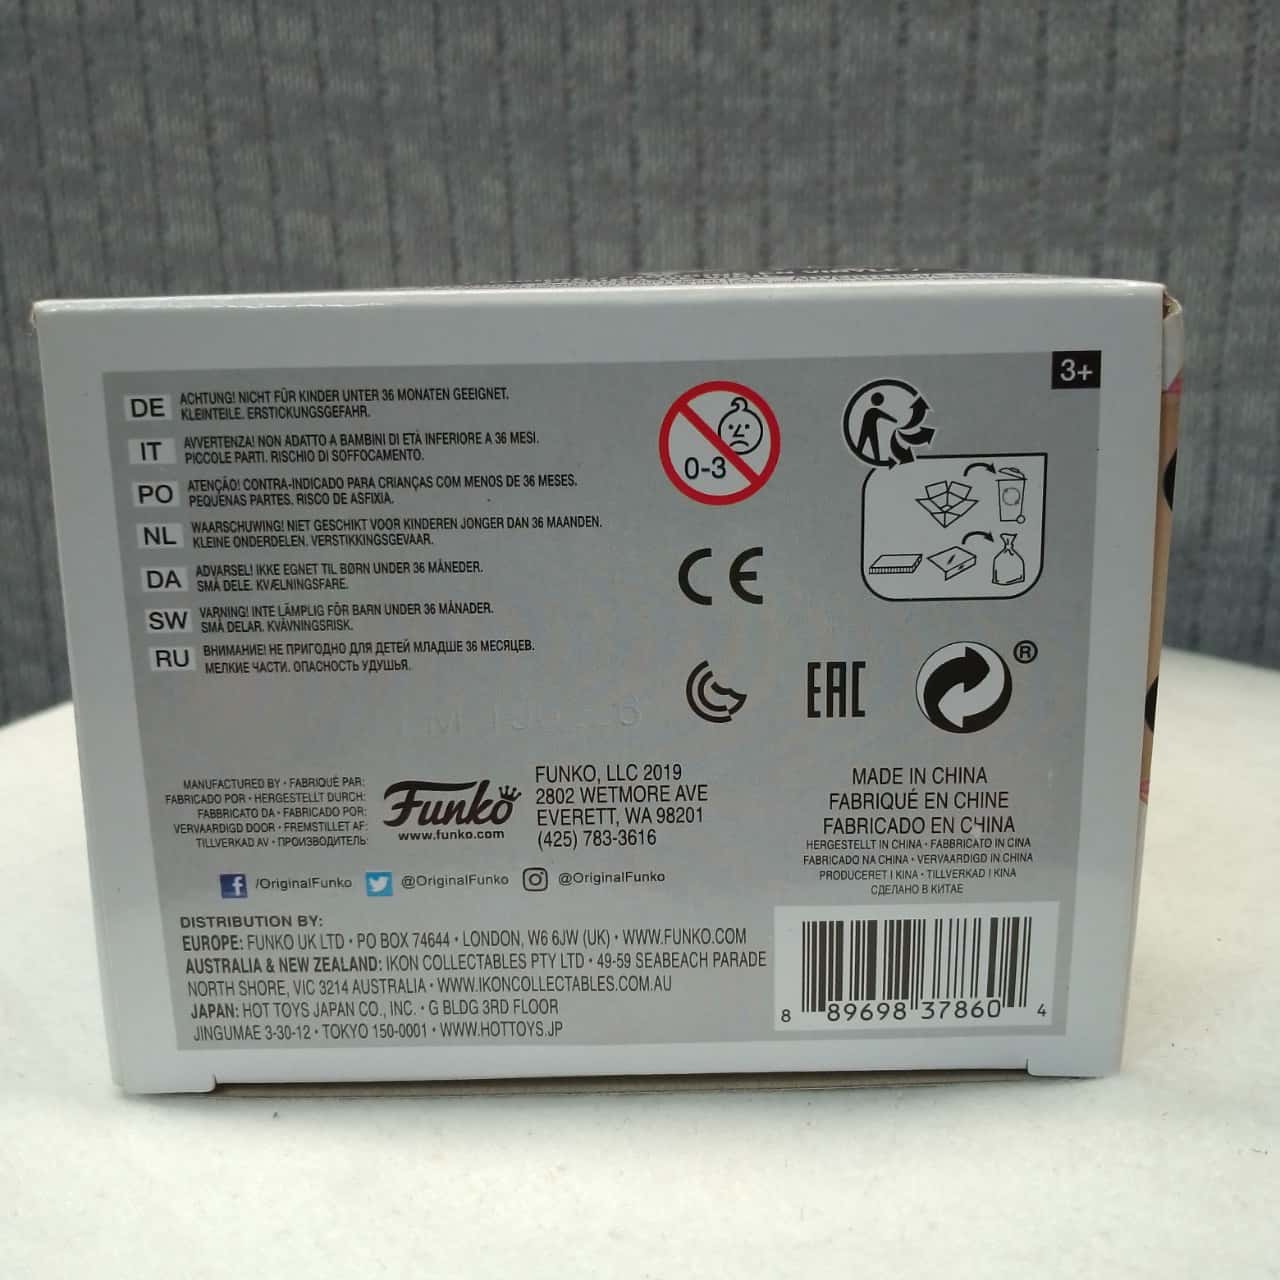 3+
DE ACHTUNG! NICHT FÜR KINDER UNTER 36 MONATEN GEEIGNET.
KLEINTEILE. ERSTICKUNGSGEFAHR.
IT AVVERTENZA! NON ADATTO A BAMBINI DI ETÀ INFERIORE A 36 MESI.
PICCOLE PARTI. RISCHIO DI SOFFOCAMENTO.
PO ATENÇÃO! CONTRA-INDICADO PARA CRIANÇAS COM MENOS DE 36 MESES.
PEQUENAS PARTES. RISCO DE ASFIXIA.
NL WAARSCHUWING! NIET GESCHIKT VOOR KINDEREN JONGER DAN 36 MAANDEN.
KLEINE ONDERDELEN. VERSTIKKINGSGEVAAR.
DA ADVARSEL! IKKE EGNET TIL BØRN UNDER 36 MÅNEDER.
SMÅ DELE. KVÆLNINGSFARE.
SW VARNING! INTE LÄMPLIG FÖR BARN UNDER 36 MÅNADER.
SMÅ DELAR. KVÄVNINGSRISK.
RU ВНИМАНИЕ! НЕ ПРИГОДНО ДЛЯ ДЕТЕЙ МЛАДШЕ 36 МЕСЯЦЕВ.
МЕЛКИЕ ЧАСТИ. ОПАСНОСТЬ УДУШЬЯ.
0-3
CE
EAC
®
MANUFACTURED BY • FABRIQUÉ PAR:
FABRICADO POR • HERGESTELLT DURCH:
FABBRICATO DA • FABRICADO POR:
VERVAARDIGD DOOR • FREMSTILLET AF:
TILLVERKAD AV • ПРОИЗВОДИТЕЛЬ:
Funko
www.funko.com
FUNKO, LLC 2019
2802 WETMORE AVE
EVERETT, WA 98201
(425) 783-3616
MADE IN CHINA
FABRIQUÉ EN CHINE
FABRICADO EN CHINA
HERGESTELLT IN CHINA • FABBRICATO IN CINA
FABRICADO NA CHINA • VERVAARDIGD IN CHINA
PRODUCERET I KINA • TILLVERKAD I KINA
СДЕЛАНО В КИТАЕ
f /OriginalFunko @OriginalFunko @OriginalFunko
DISTRIBUTION BY:
EUROPE: FUNKO UK LTD • PO BOX 74644 • LONDON, W6 6JW (UK) • WWW.FUNKO.COM
AUSTRALIA & NEW ZEALAND: IKON COLLECTABLES PTY LTD • 49-59 SEABEACH PARADE
NORTH SHORE, VIC 3214 AUSTRALIA • WWW.IKONCOLLECTABLES.COM.AU
JAPAN: HOT TOYS JAPAN CO., INC. • G BLDG 3RD FLOOR
JINGUMAE 3-30-12 • TOKYO 150-0001 • WWW.HOTTOYS.JP
8 89698 37860 4